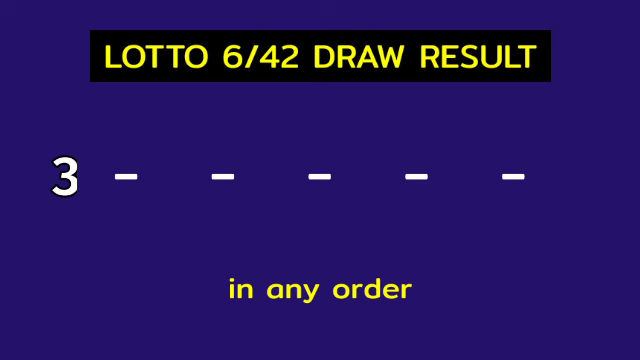 LOTTO 6/42 DRAW RESULT
3 - - - - -
in any order